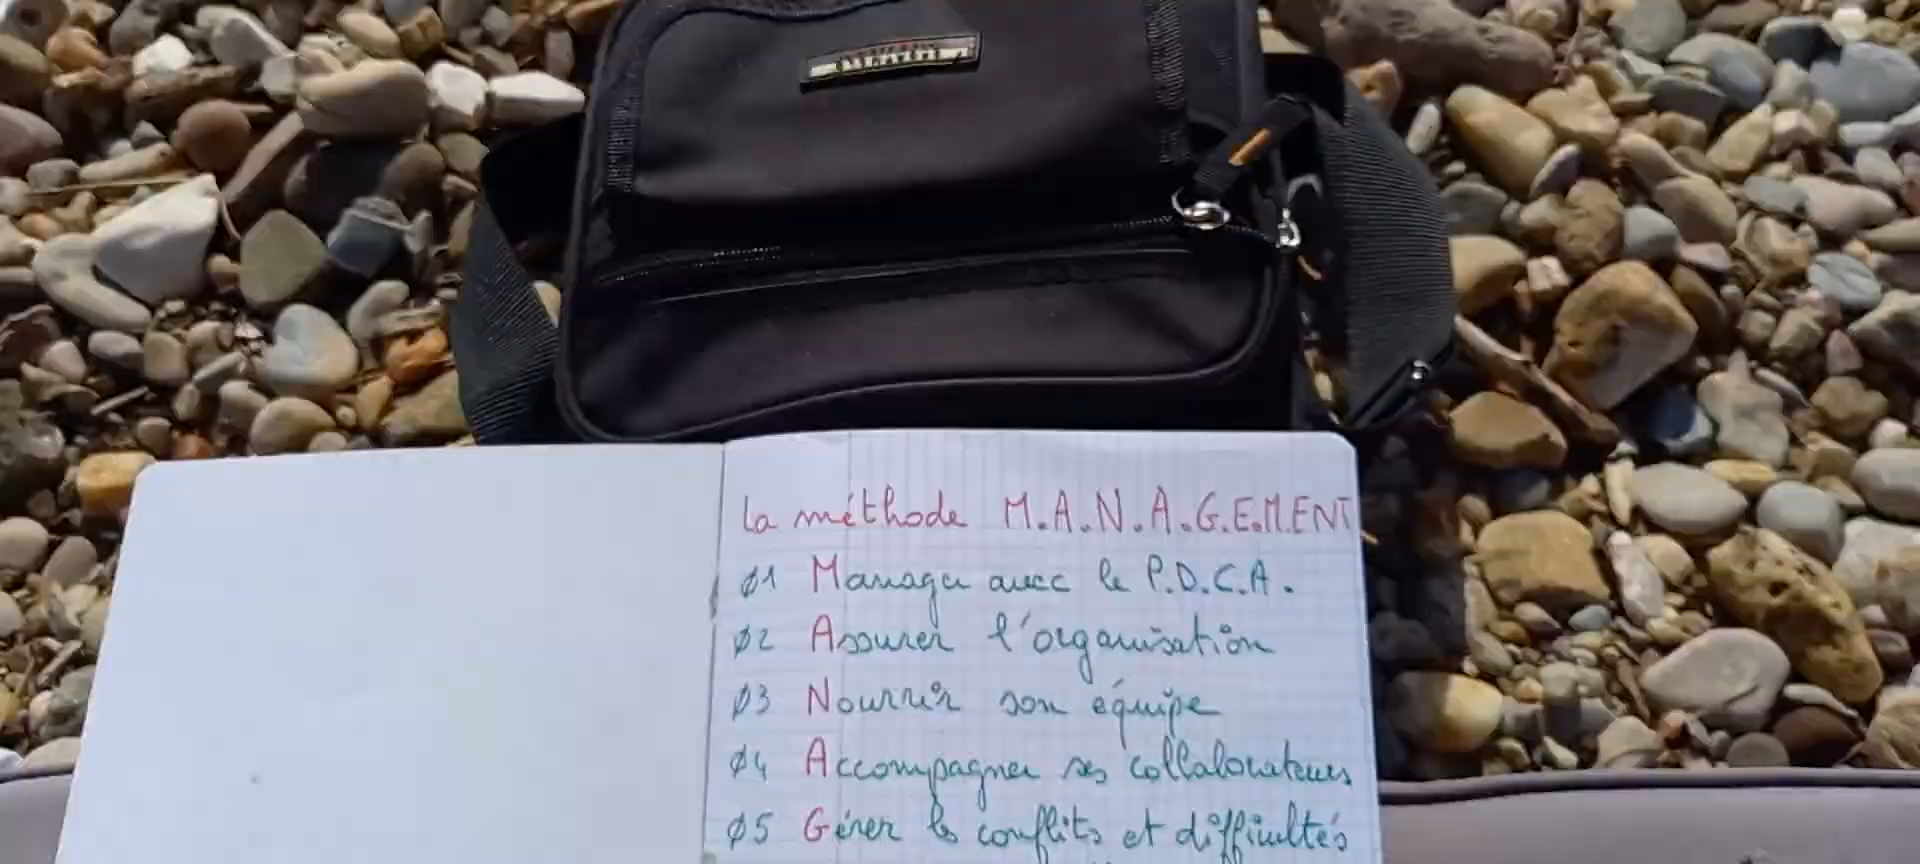 La méthode M.A.N.A.G.E.M.ENT
01 Manager avec le P.D.C.A.
02 Assurer l'organisation
03 Nourrir son équipe
04 Accompagner ses collaborateurs
05 Gérer les conflits et difficultés